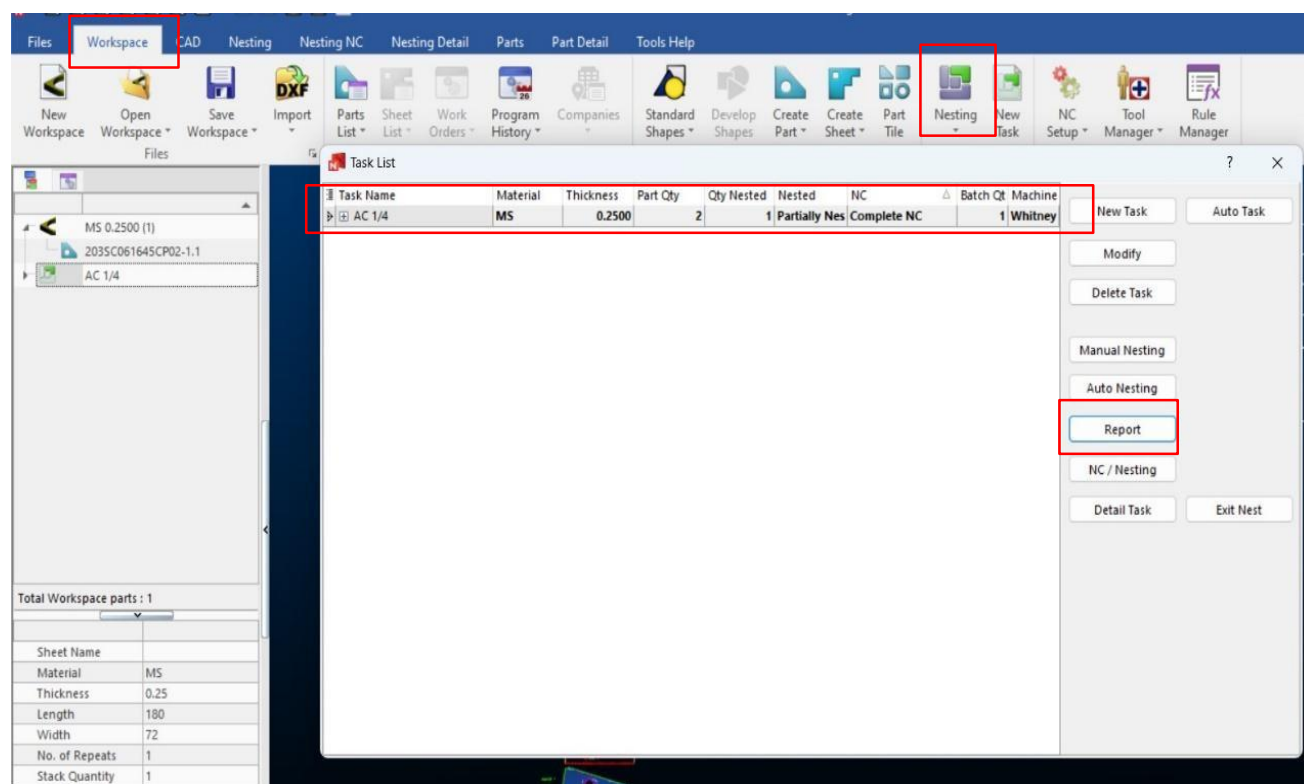 Files Workspace CAD Nesting Nesting NC Nesting Detail Parts Part Detail Tools Help
DXF
26
fx
New Open Save Import Parts Sheet Work Program Companies Standard Develop Create Create Part Nesting New NC Tool Rule
Workspace Workspace Workspace List List Orders History Shapes Shapes Part Sheet Tile Task Setup Manager Manager
Files
Task List ? X
Task Name Material Thickness Part Qty Qty Nested Nested NC Batch Qt Machine
AC 1/4 MS 0.2500 2 1 Partially Nes Complete NC 1 Whitney
New Task Auto Task
Modify
Delete Task
Manual Nesting
Auto Nesting
Report
NC / Nesting
Detail Task Exit Nest
MS 0.2500 (1)
203SC061645CP02-1.1
AC 1/4
Total Workspace parts : 1
Sheet Name
Material MS
Thickness 0.25
Length 180
Width 72
No. of Repeats 1
Stack Quantity 1